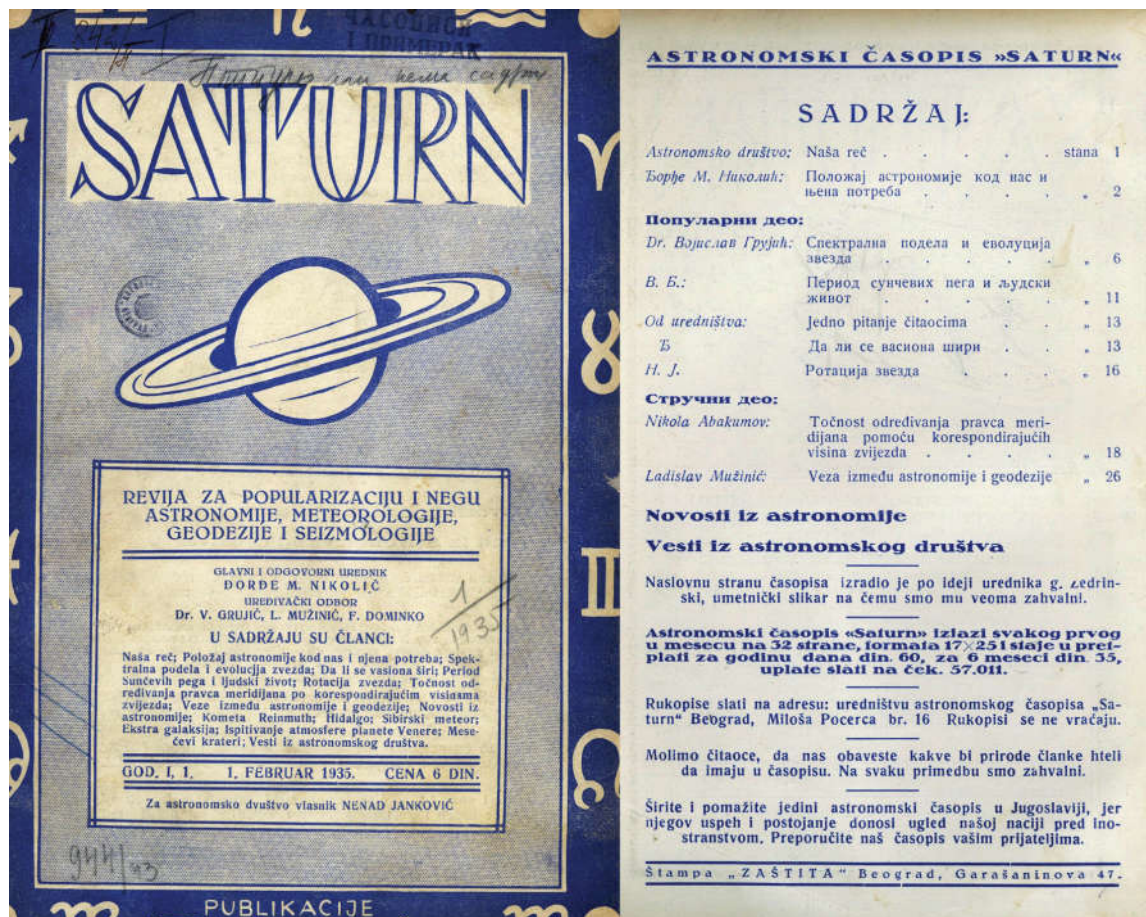 ЧАСОПИСИ
I ПРИМЕРАК
SATURN
REVIJA ZA POPULARIZACIJU I NEGU
ASTRONOMIJE, METEOROLOGIJE,
GEODEZIJE I SEIZMOLOGIJE
GLAVNI I ODGOVORNI UREDNIK
ĐORĐE M. NIKOLIĆ
UREĐIVAČKI ODBOR
Dr. V. GRUJIĆ, L. MUŽINIĆ, F. DOMINKO
U SADRŽAJU SU ČLANCI:
Naša reč; Položaj astronomije kod nas i njena potreba; Spek-
tralna podela i evolucija zvezda; Da li se vasiona širi; Period
Sunčevih pega i ljudski život; Rotacija zvezda; Točnost od-
ređivanja pravca meridijana po korespondirajućim visinama
zvijezda; Veze između astronomije i geodezije; Novosti iz
astronomije; Kometa Reinmuth; Hidalgo; Sibirski meteor;
Ekstra galaksija; Ispitivanje atmosfere planete Venere; Mese-
čevi krateri; Vesti iz astronomskog društva.
GOD. I, 1. 1. FEBRUAR 1935. CENA 6 DIN.
Za astronomsko dvuštvo vlasnik NENAD JANKOVIĆ
1/1935
944/
PUBLIKACIJE
ASTRONOMSKI ČASOPIS »SATURN«
SADRŽAJ:
Astronomsko društvo: Naša reč . . . . . stana 1
Ђорђе М. Николић: Положај астрономије код нас и
њена потреба . . . . „ 2
Популарни део:
Dr. Војислав Грујић: Спектрална подела и еволуција
звезда . . . . . „ 6
В. Б.: Период сунчевих пега и људски
живот . . . . . „ 11
Od uredništva: Jedno pitanje čitaocima . . „ 13
Ђ Да ли се васиона шири . . „ 13
Н. Ј. Ротација звезда . . . „ 16
Стручни део:
Nikola Abakumov: Točnost određivanja pravca meri-
dijana pomoću korespondirajućih
visina zvijezda . . . . „ 18
Ladislav Mužinić: Veza između astronomije i geodezije „ 26
Novosti iz astronomije
Vesti iz astronomskog društva
Naslovnu stranu časopisa izradio je po ideji urednika g. Zedrin-
ski, umetnički slikar na čemu smo mu veoma zahvalni.
Astronomski časopis «Saturn» izlazi svakog prvog
u mesecu na 32 strane, formata 17×25 i staje u pret-
plati za godinu dana din. 60, za 6 meseci din. 35,
uplate slati na ček. 57.011.
Rukopise slati na adresu: uredništvu astronomskog časopisa „Sa-
turn“ Beograd, Miloša Pocerca br. 16 Rukopisi se ne vraćaju.
Molimo čitaoce, da nas obaveste kakve bi prirode članke hteli
da imaju u časopisu. Na svaku primedbu smo zahvalni.
Širite i pomažite jedini astronomski časopis u Jugoslaviji, jer
njegov uspeh i postojanje donosi ugled našoj naciji pred ino-
stranstvom. Preporučite naš časopis vašim prijateljima.
Štampa „ZAŠTITA“ Beograd, Garašaninova 47.